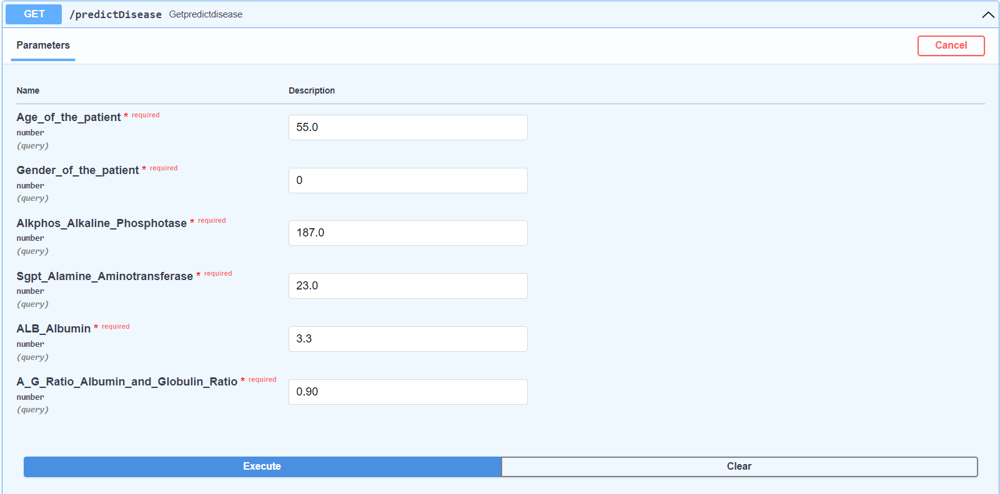 GET /predictDisease Getpredictdisease
Parameters
Cancel
Name Description
Age_of_the_patient * required
number
(query)
55.0
Gender_of_the_patient * required
number
(query)
0
Alkphos_Alkaline_Phosphotase * required
number
(query)
187.0
Sgpt_Alamine_Aminotransferase * required
number
(query)
23.0
ALB_Albumin * required
number
(query)
3.3
A_G_Ratio_Albumin_and_Globulin_Ratio * required
number
(query)
0.90
Execute Clear